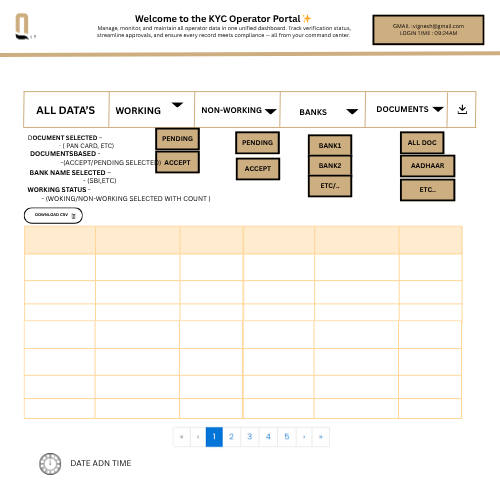 Welcome to the KYC Operator Portal ✨
Manage, monitor, and maintain all operator data in one unified dashboard. Track verification status,
streamline approvals, and ensure every record meets compliance — all from your command center.
GMAIL :vignesh@gmail.com
LOGIN TIME : 09:24AM
ALL DATA'S
WORKING
NON-WORKING
BANKS
DOCUMENTS
DOCUMENT SELECTED –
- ( PAN CARD, ETC)
DOCUMENTSBASED -
-(ACCEPT/PENDING SELECTED)
BANK NAME SELECTED –
- (SBI,ETC)
WORKING STATUS -
- (WOKING/NON-WORKING SELECTED WITH COUNT )
PENDING
ACCEPT
PENDING
ACCEPT
BANK1
BANK2
ETC/..
ALL DOC
AADHAAR
ETC..
DOWNLOAD CSV
« ‹ 1 2 3 4 5 › »
DATE ADN TIME